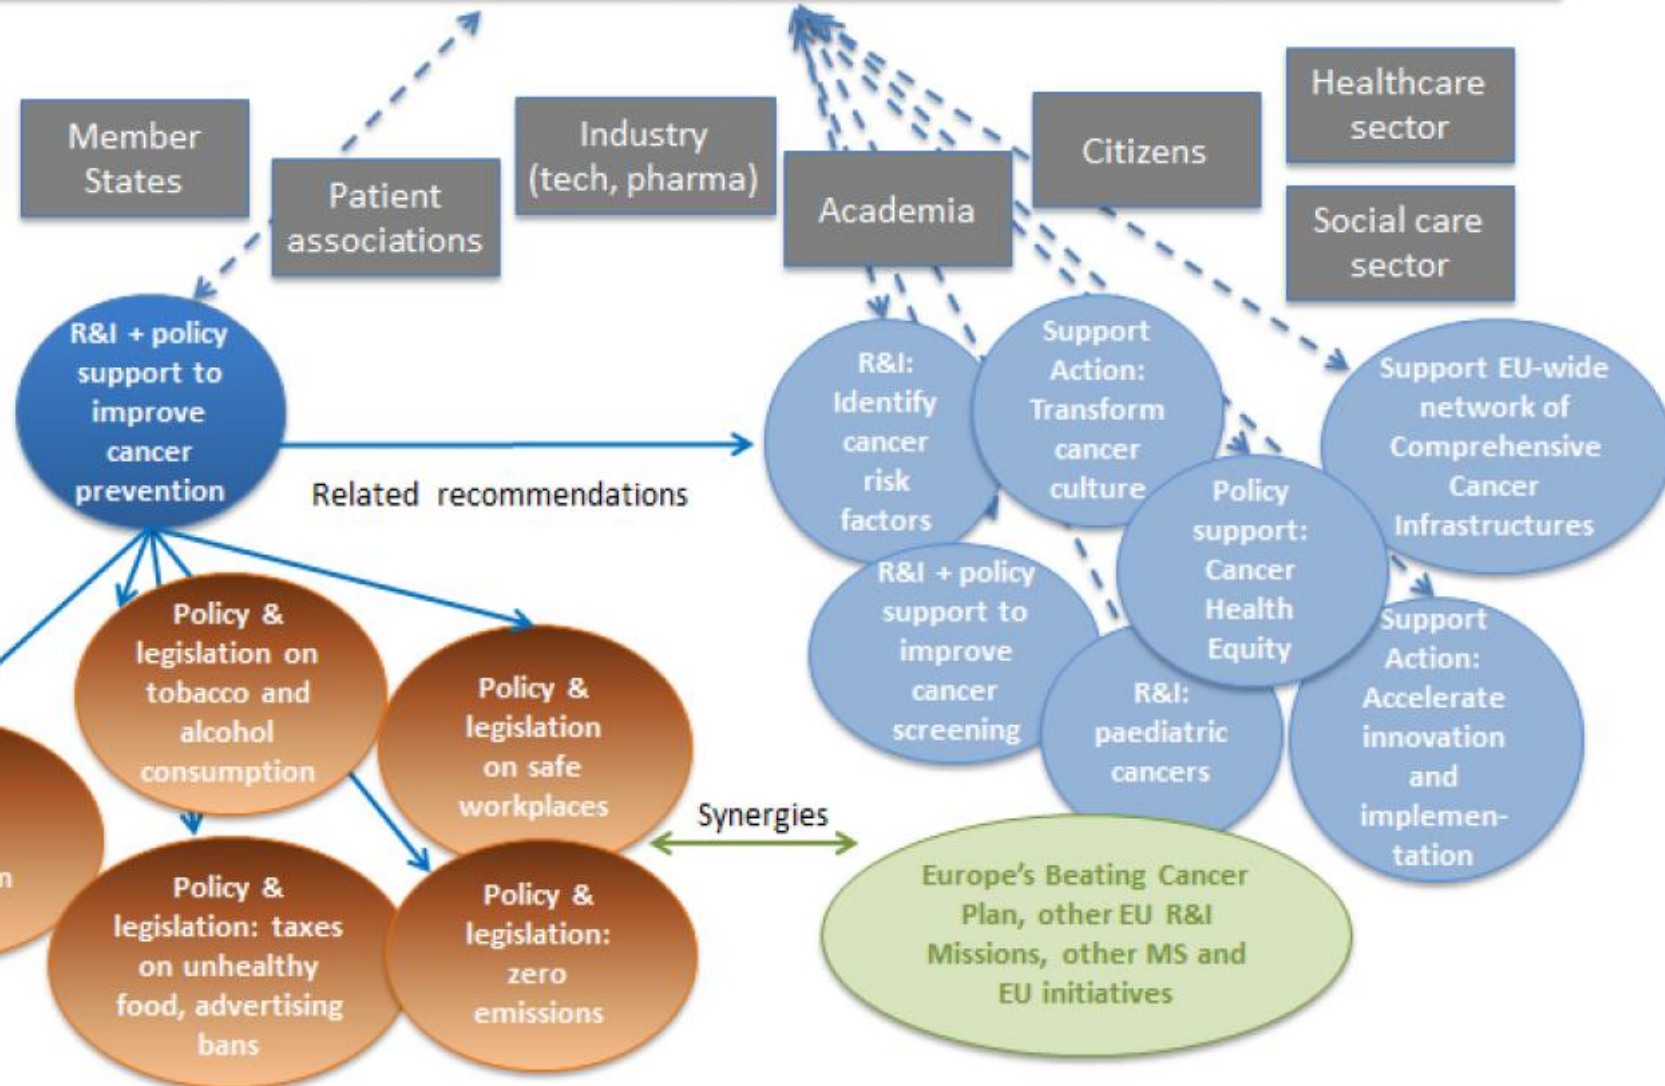 Member
States
Patient
associations
Industry
(tech, pharma)
Academia
Citizens
Healthcare
sector
Social care
sector
R&I + policy
support to
improve
cancer
prevention
Related recommendations
R&I:
Identify
cancer
risk
factors
Support
Action:
Transform
cancer
culture
Support EU-wide
network of
Comprehensive
Cancer
Infrastructures
Policy
support:
Cancer
Health
Equity
R&I + policy
support to
improve
cancer
screening
R&I:
paediatric
cancers
Support
Action:
Accelerate
innovation
and
implemen-
tation
Policy &
legislation on
tobacco and
alcohol
consumption
Policy &
legislation
on safe
workplaces
Synergies
Policy &
legislation: taxes
on unhealthy
food, advertising
bans
Policy &
legislation:
zero
emissions
Europe's Beating Cancer
Plan, other EU R&I
Missions, other MS and
EU initiatives